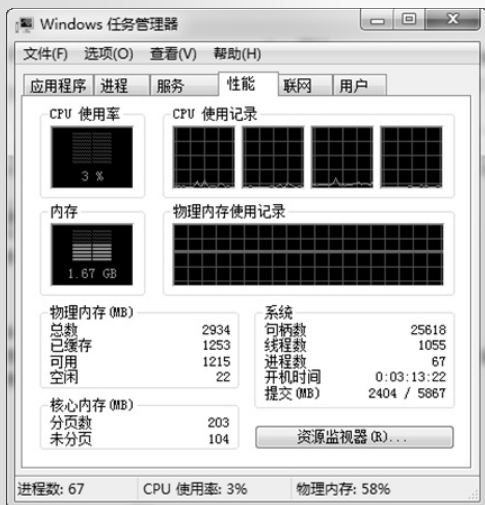 Windows 任务管理器
文件(F) 选项(O) 查看(V) 帮助(H)
应用程序 进程 服务 性能 联网 用户
CPU 使用率 CPU 使用记录
3 %
内存 物理内存使用记录
1.67 GB
物理内存(MB) 系统
总数 2934 句柄数 25618
已缓存 1253 线程数 1055
可用 1215 进程数 67
空闲 22 开机时间 0:03:13:22
提交(MB) 2404 / 5867
核心内存(MB)
分页数 203
未分页 104 资源监视器(R)...
进程数: 67 CPU 使用率: 3% 物理内存: 58%